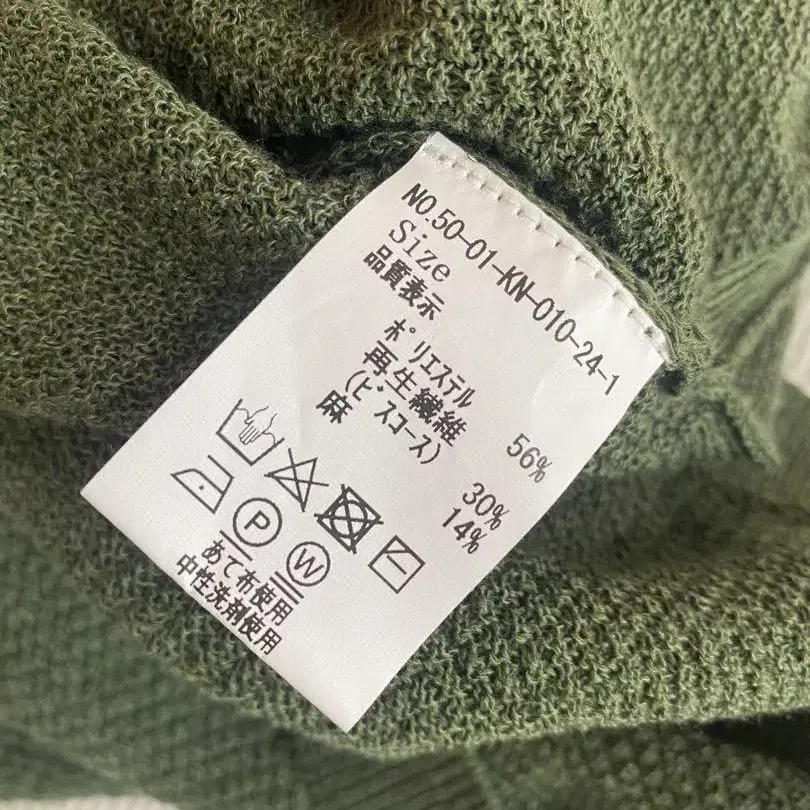 NO.50-01-KN-010-24-1
Size
品質表示
ポリエステル 56%
再生繊維
(ビスコース) 30%
麻 14%
P
W
あて布使用
中性洗剤使用